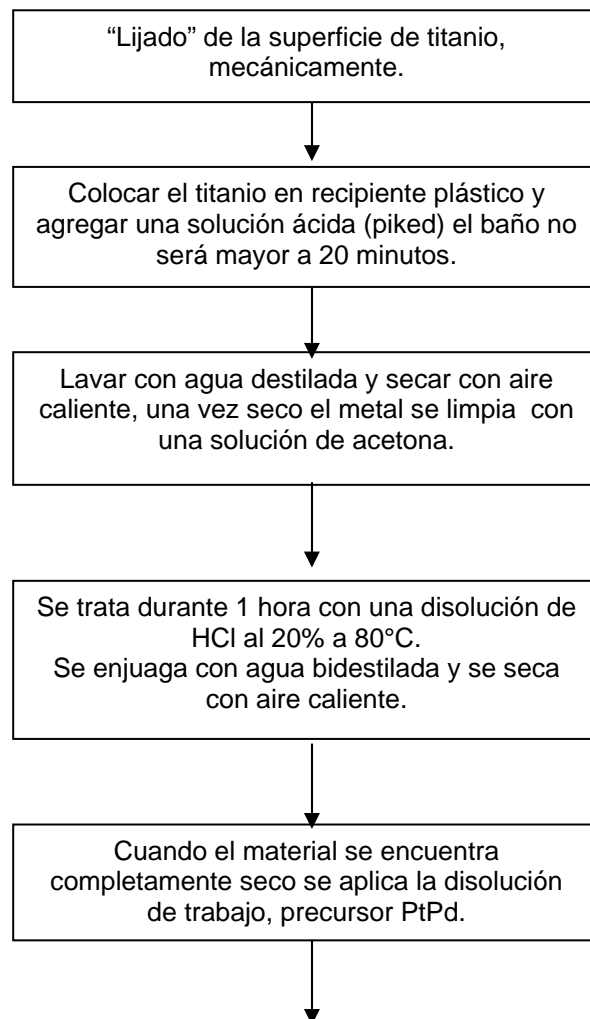 “Lijado” de la superficie de titanio,
mecánicamente.
Colocar el titanio en recipiente plástico y
agregar una solución ácida (piked) el baño no
será mayor a 20 minutos.
Lavar con agua destilada y secar con aire
caliente, una vez seco el metal se limpia  con
una solución de acetona.
Se trata durante 1 hora con una disolución de
HCl al 20% a 80°C.
Se enjuaga con agua bidestilada y se seca
con aire caliente.
Cuando el material se encuentra
completamente seco se aplica la disolución
de trabajo, precursor PtPd.